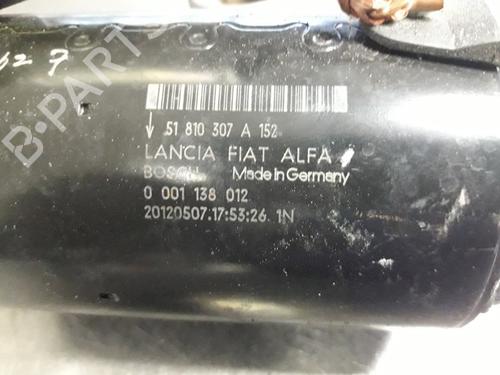 B-PARTS
627
51 810 307 A 152
LANCIA FIAT ALFA
BOSCH Made in Germany
0 001 138 012
20120507.17:53:26. 1N